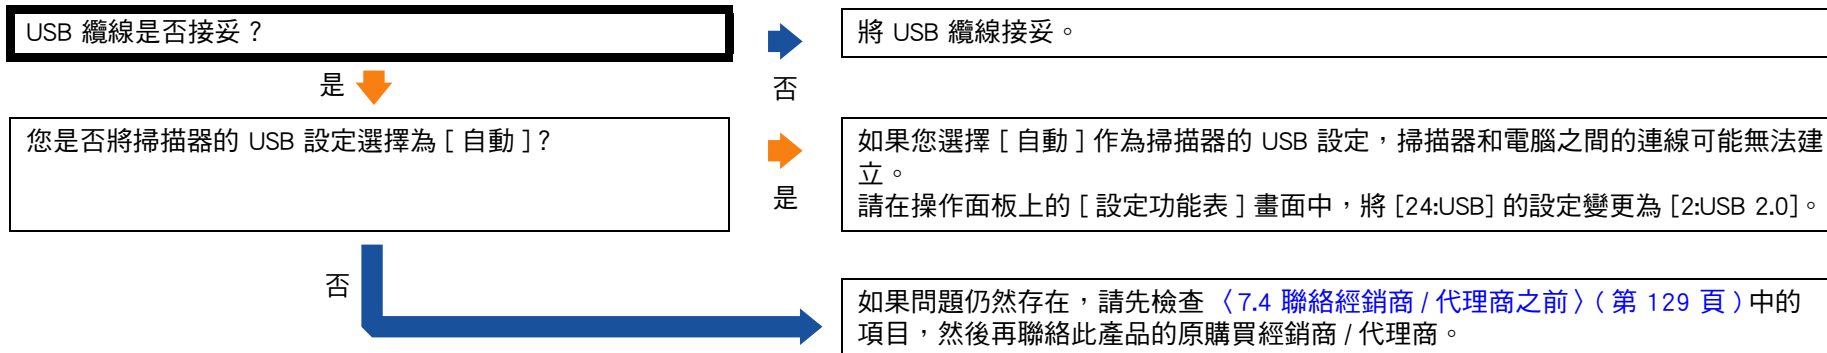 USB 纜線是否接妥？
將 USB 纜線接妥。
是
否
您是否將掃描器的 USB 設定選擇為 [ 自動 ]？
如果您選擇 [ 自動 ] 作為掃描器的 USB 設定，掃描器和電腦之間的連線可能無法建
立。
請在操作面板上的 [ 設定功能表 ] 畫面中，將 [24:USB] 的設定變更為 [2:USB 2.0]。
是
否
如果問題仍然存在，請先檢查 〈7.4 聯絡經銷商 / 代理商之前〉( 第 129 頁 ) 中的
項目，然後再聯絡此產品的原購買經銷商 / 代理商。